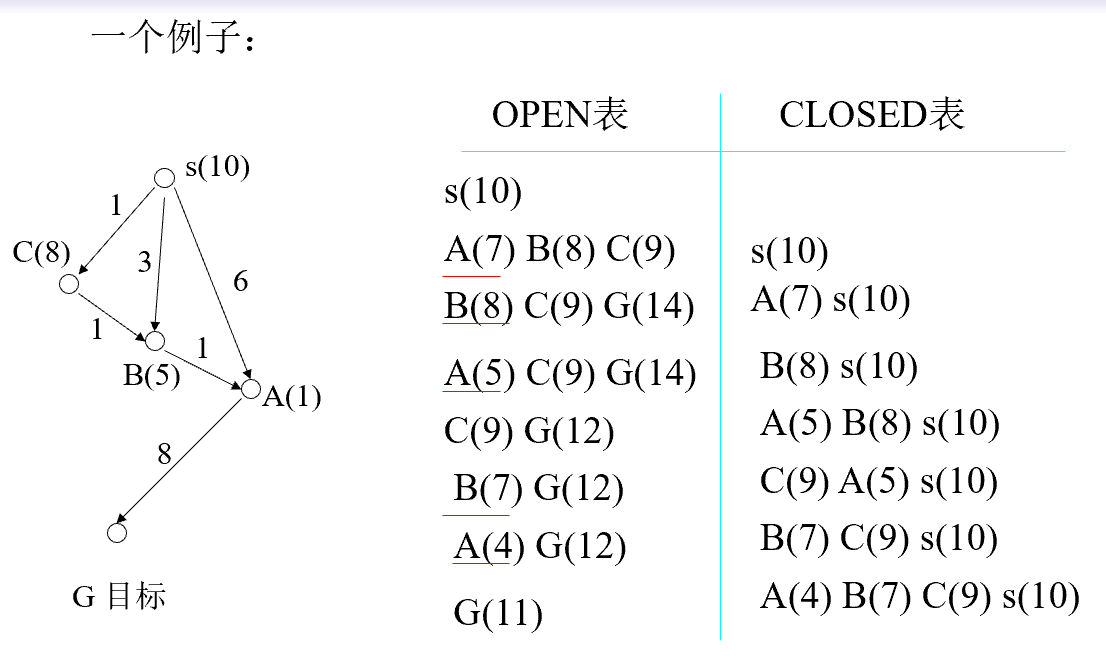 一个例子：
OPEN表 CLOSED表
s(10)
1
C(8)
3
6
1
1
B(5)
A(1)
8
G 目标
s(10)
A(7) B(8) C(9) s(10)
B(8) C(9) G(14) A(7) s(10)
A(5) C(9) G(14) B(8) s(10)
C(9) G(12) A(5) B(8) s(10)
B(7) G(12) C(9) A(5) s(10)
A(4) G(12) B(7) C(9) s(10)
G(11) A(4) B(7) C(9) s(10)